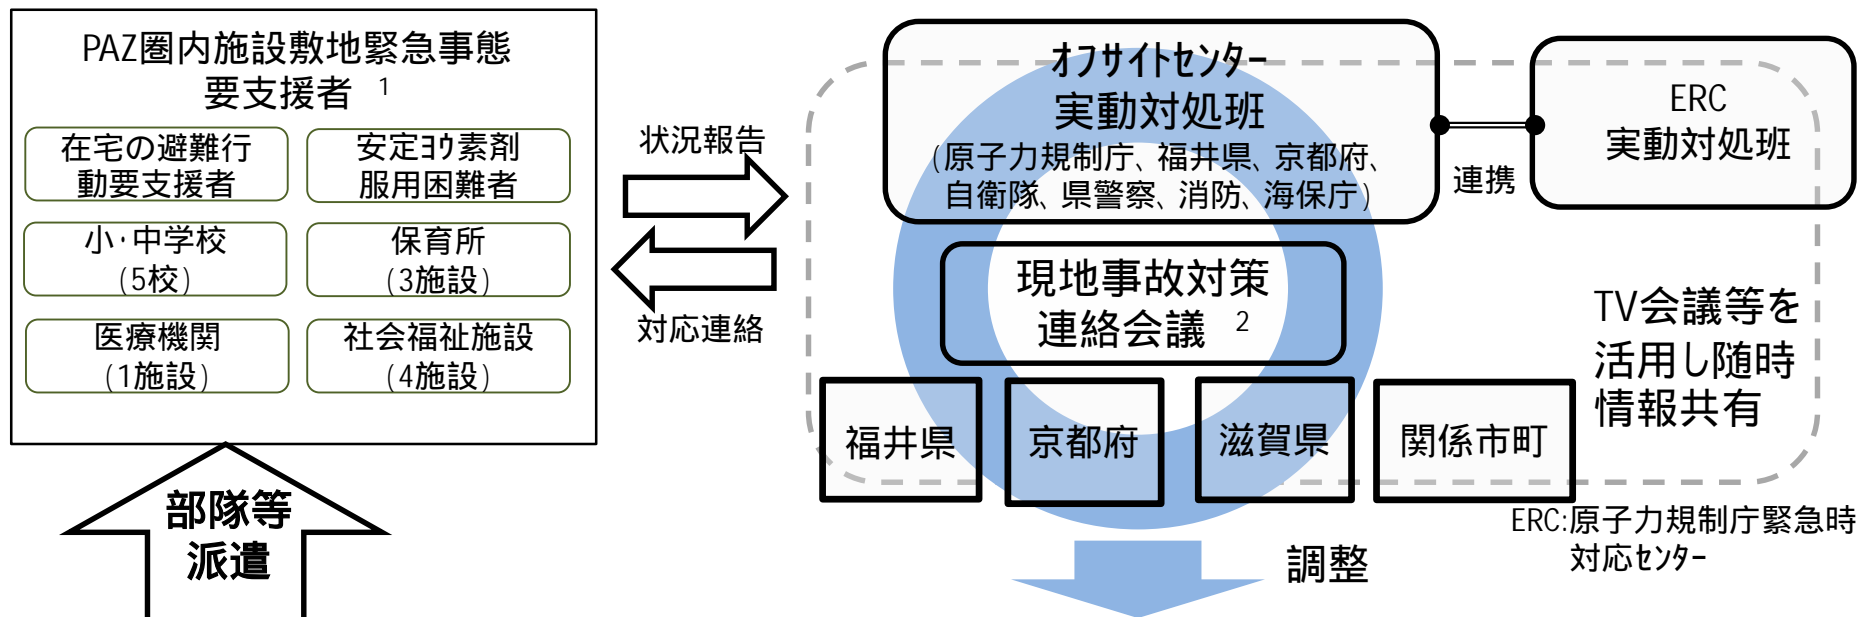 PAZ圏内施設敷地緊急事態
要支援者 1
在宅の避難行
動要支援者
安定ﾖｳ素剤
服用困難者
小・中学校
(5校)
保育所
(3施設)
医療機関
(1施設)
社会福祉施設
(4施設)
部隊等
派遣
状況報告
対応連絡
ｵﾌｻｲﾄｾﾝﾀｰ
実動対処班
(原子力規制庁、福井県、京都府、
自衛隊、県警察、消防、海保庁)
連携
ERC
実動対処班
現地事故対策
連絡会議 2
TV会議等を
活用し随時
情報共有
福井県
京都府
滋賀県
関係市町
ERC:原子力規制庁緊急時
対応ｾﾝﾀｰ
調整